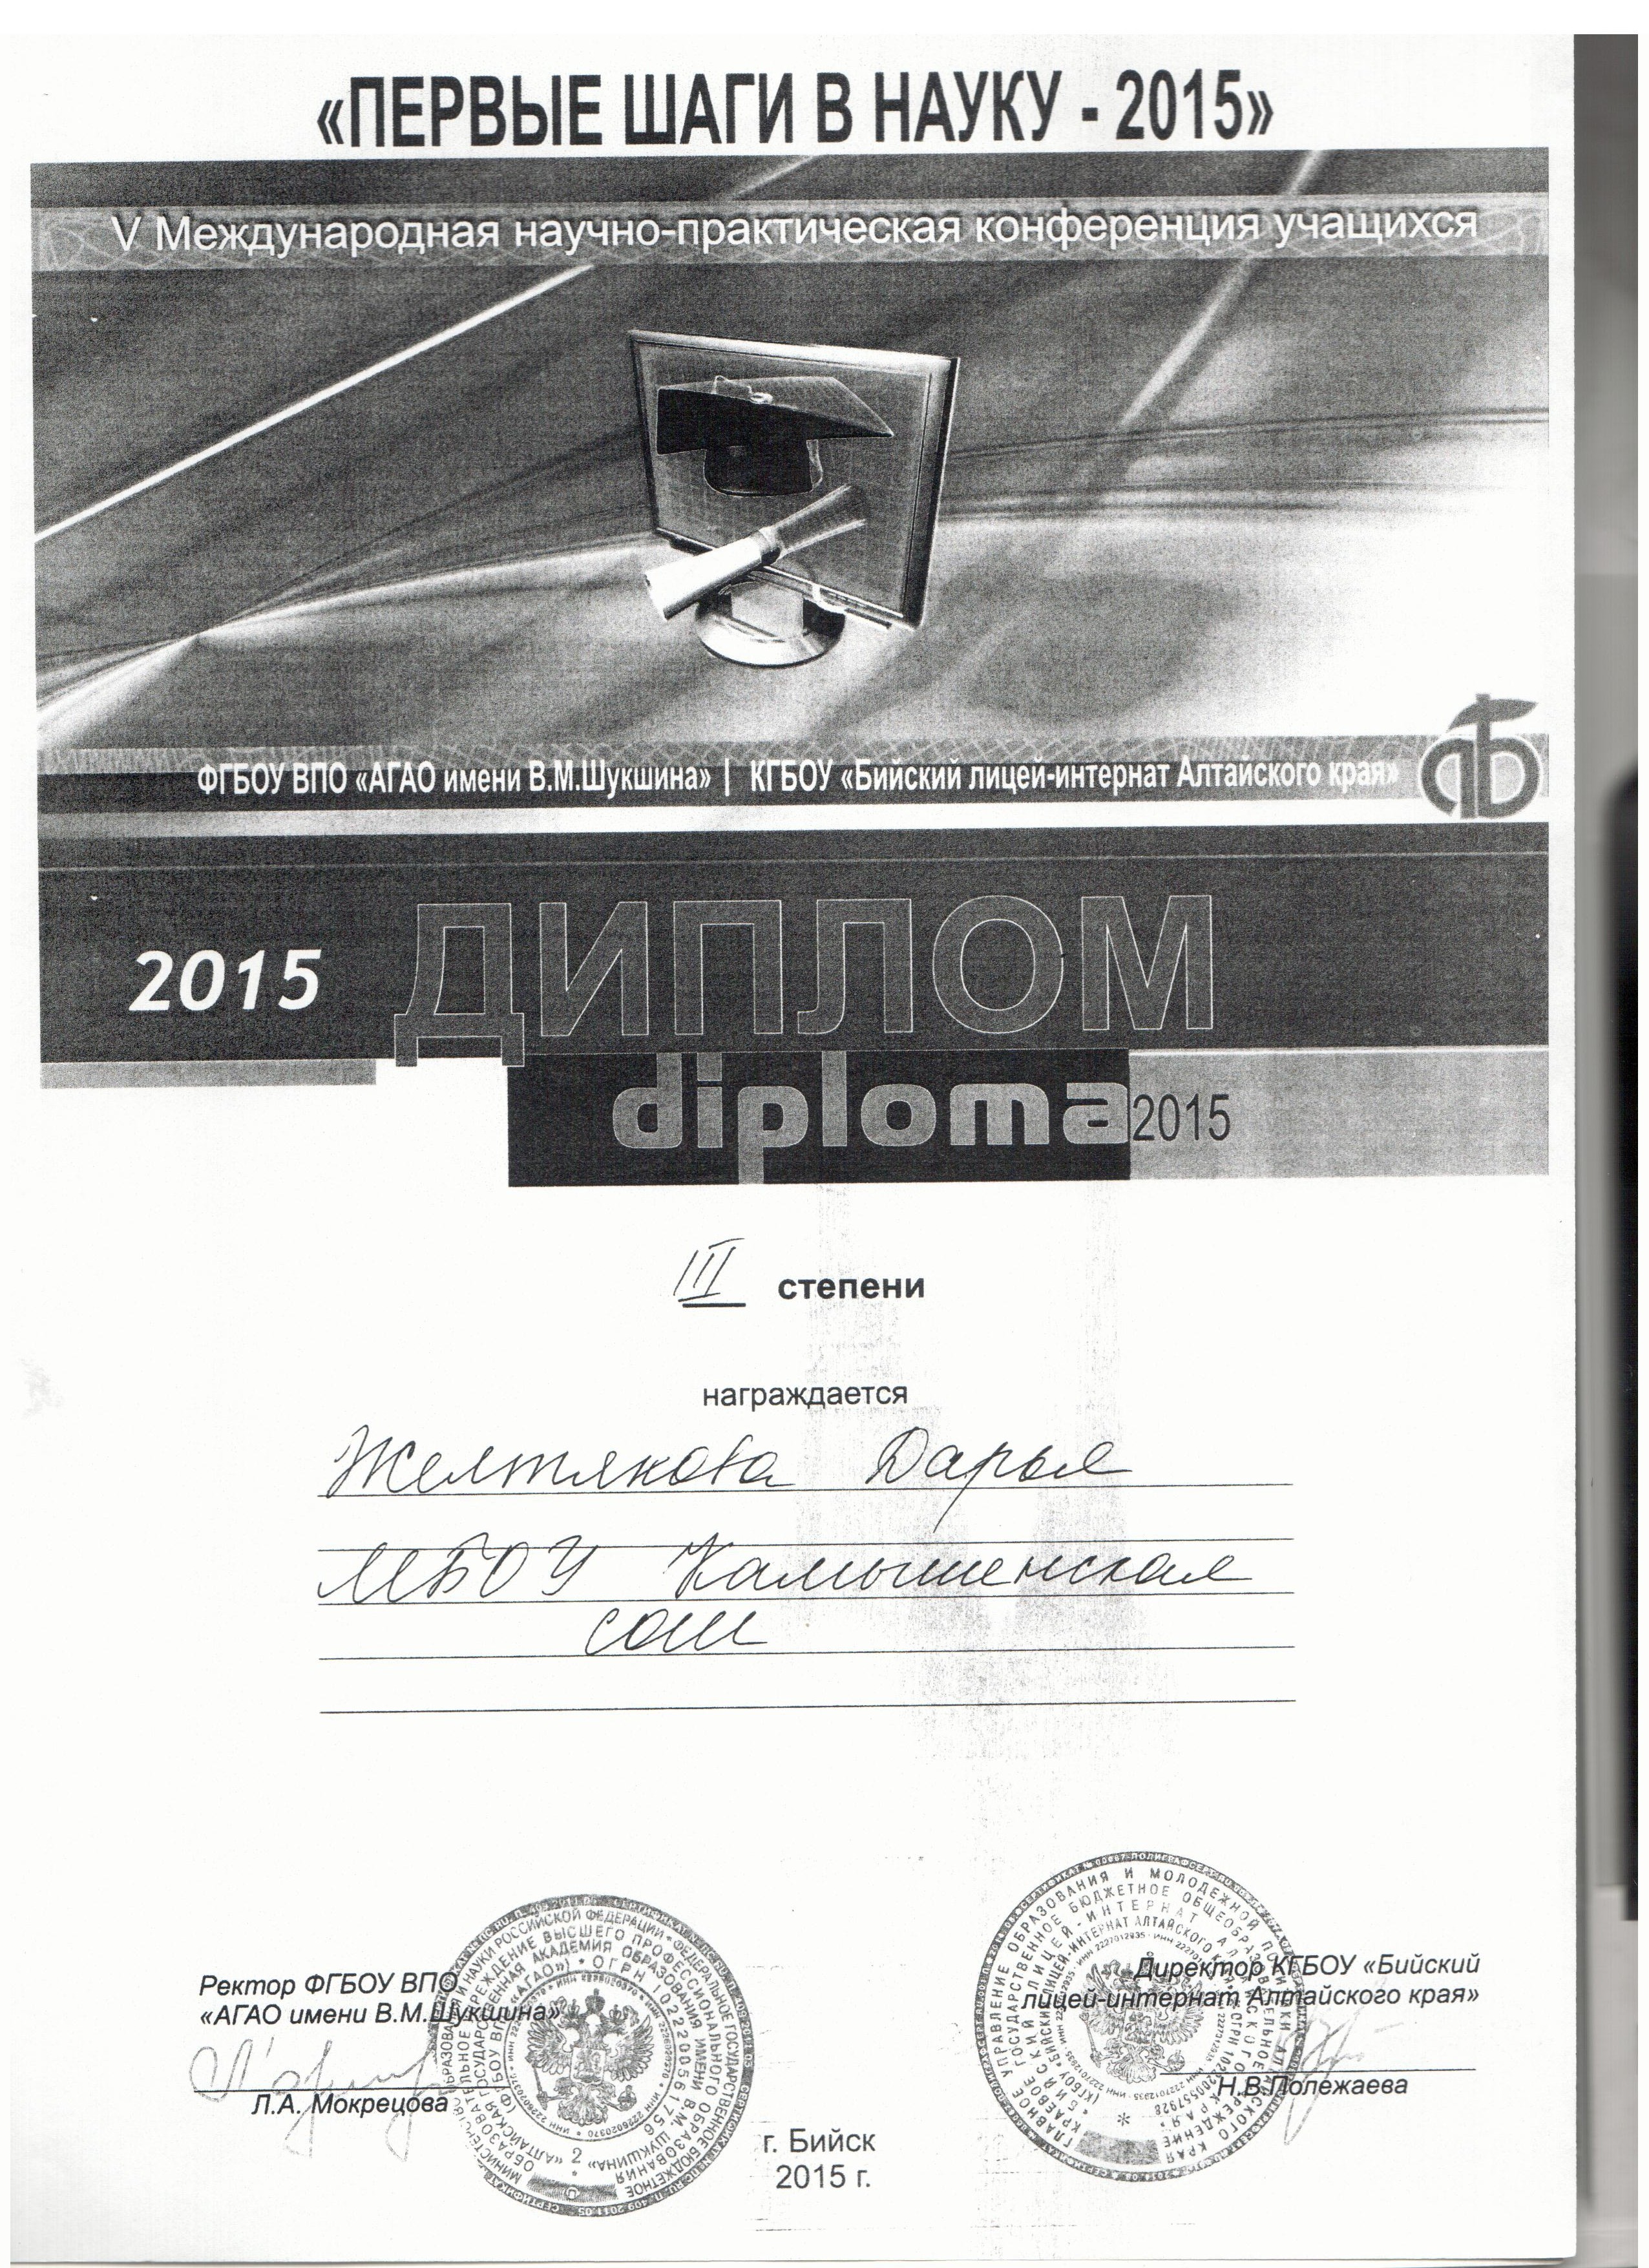 «ПЕРВЫЕ ШАГИ В НАУКУ - 2015»
V Международная научно-практическая конференция учащихся
ФГБОУ ВПО «АГАО имени В.М.Шукшина» | КГБОУ «Бийский лицей-интернат Алтайского края»
2015
ДИПЛОМ
diploma 2015
III степени
награждается
Желтякова Дарья
МБОУ Камышенская
сош
Ректор ФГБОУ ВПО
«АГАО имени В.М.Шукшина»
Л.А. Мокрецова
Директор КГБОУ «Бийский
лицей-интернат Алтайского края»
Н.В.Полежаева
г. Бийск
2015 г.